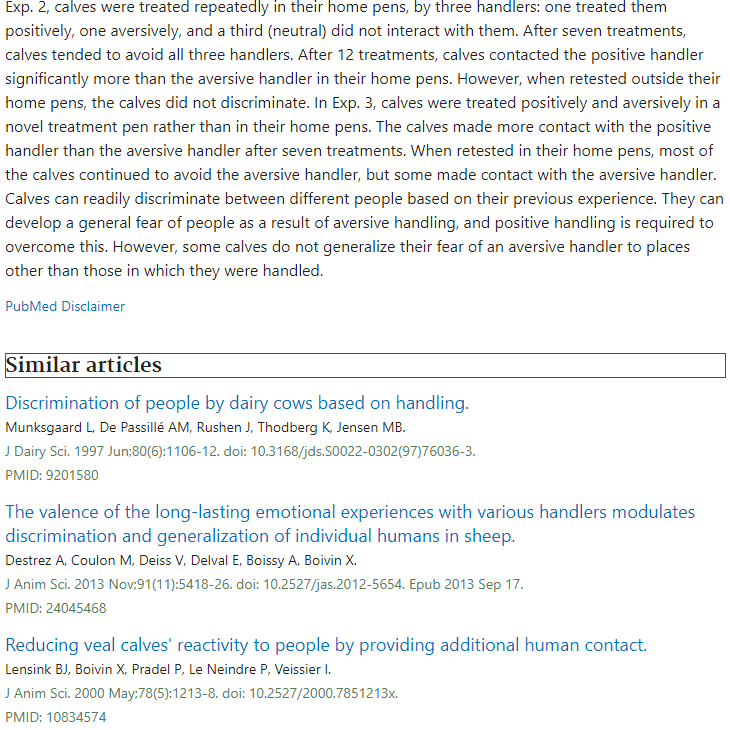 Exp. 2, calves were treated repeatedly in their home pens, by three handlers: one treated them
positively, one aversively, and a third (neutral) did not interact with them. After seven treatments,
calves tended to avoid all three handlers. After 12 treatments, calves contacted the positive handler
significantly more than the aversive handler in their home pens. However, when retested outside their
home pens, the calves did not discriminate. In Exp. 3, calves were treated positively and aversively in a
novel treatment pen rather than in their home pens. The calves made more contact with the positive
handler than the aversive handler after seven treatments. When retested in their home pens, most of
the calves continued to avoid the aversive handler, but some made contact with the aversive handler.
Calves can readily discriminate between different people based on their previous experience. They can
develop a general fear of people as a result of aversive handling, and positive handling is required to
overcome this. However, some calves do not generalize their fear of an aversive handler to places
other than those in which they were handled.
PubMed Disclaimer
Similar articles
Discrimination of people by dairy cows based on handling.
Munksgaard L, De Passillé AM, Rushen J, Thodberg K, Jensen MB.
J Dairy Sci. 1997 Jun;80(6):1106-12. doi: 10.3168/jds.S0022-0302(97)76036-3.
PMID: 9201580
The valence of the long-lasting emotional experiences with various handlers modulates
discrimination and generalization of individual humans in sheep.
Destrez A, Coulon M, Deiss V, Delval E, Boissy A, Boivin X.
J Anim Sci. 2013 Nov;91(11):5418-26. doi: 10.2527/jas.2012-5654. Epub 2013 Sep 17.
PMID: 24045468
Reducing veal calves' reactivity to people by providing additional human contact.
Lensink BJ, Boivin X, Pradel P, Le Neindre P, Veissier I.
J Anim Sci. 2000 May;78(5):1213-8. doi: 10.2527/2000.7851213x.
PMID: 10834574